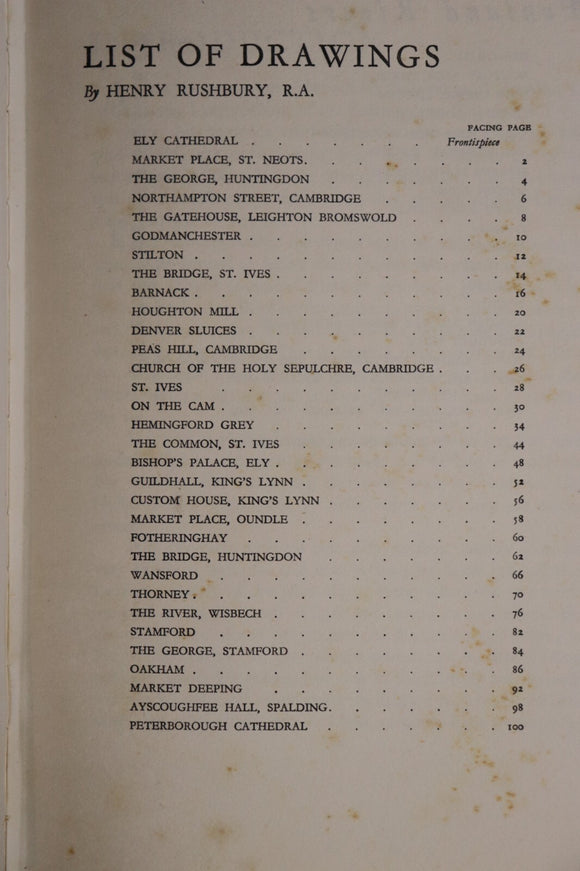 LIST OF DRAWINGS
By HENRY RUSHBURY, R.A.
FACING PAGE
ELY CATHEDRAL . . . . . . . Frontispiece
MARKET PLACE, ST. NEOTS. . . . . . . . 2
THE GEORGE, HUNTINGDON . . . . . . . 4
NORTHAMPTON STREET, CAMBRIDGE . . . . . 6
THE GATEHOUSE, LEIGHTON BROMSWOLD . . . . 8
GODMANCHESTER . . . . . . . . . . 10
STILTON . . . . . . . . . . . . 12
THE BRIDGE, ST. IVES . . . . . . . . . 14
BARNACK . . . . . . . . . . . . 16
HOUGHTON MILL . . . . . . . . . . 20
DENVER SLUICES . . . . . . . . . . 22
PEAS HILL, CAMBRIDGE . . . . . . . . 24
CHURCH OF THE HOLY SEPULCHRE, CAMBRIDGE . . . 26
ST. IVES . . . . . . . . . . . 28
ON THE CAM . . . . . . . . . . . 30
HEMINGFORD GREY . . . . . . . . . 34
THE COMMON, ST. IVES . . . . . . . . 44
BISHOP'S PALACE, ELY . . . . . . . . . 48
GUILDHALL, KING'S LYNN . . . . . . . . 52
CUSTOM HOUSE, KING'S LYNN . . . . . . . 56
MARKET PLACE, OUNDLE . . . . . . . . 58
FOTHERINGHAY . . . . . . . . . . 60
THE BRIDGE, HUNTINGDON . . . . . . . 62
WANSFORD . . . . . . . . . . . 66
THORNEY . . . . . . . . . . . . 70
THE RIVER, WISBECH . . . . . . . . . 76
STAMFORD . . . . . . . . . . . 82
THE GEORGE, STAMFORD . . . . . . . . 84
OAKHAM . . . . . . . . . . . . 86
MARKET DEEPING . . . . . . . . . 92
AYSCOUGHFEE HALL, SPALDING. . . . . . . 98
PETERBOROUGH CATHEDRAL . . . . . . . 100